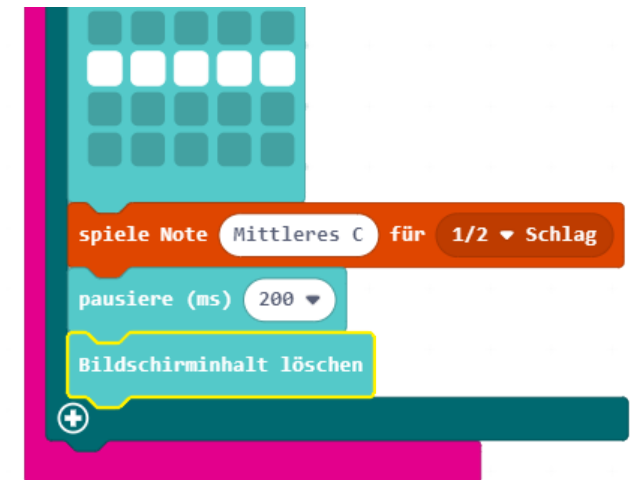 spiele Note Mittleres C für 1/2 Schlag
pausiere (ms) 200
Bildschirminhalt löschen